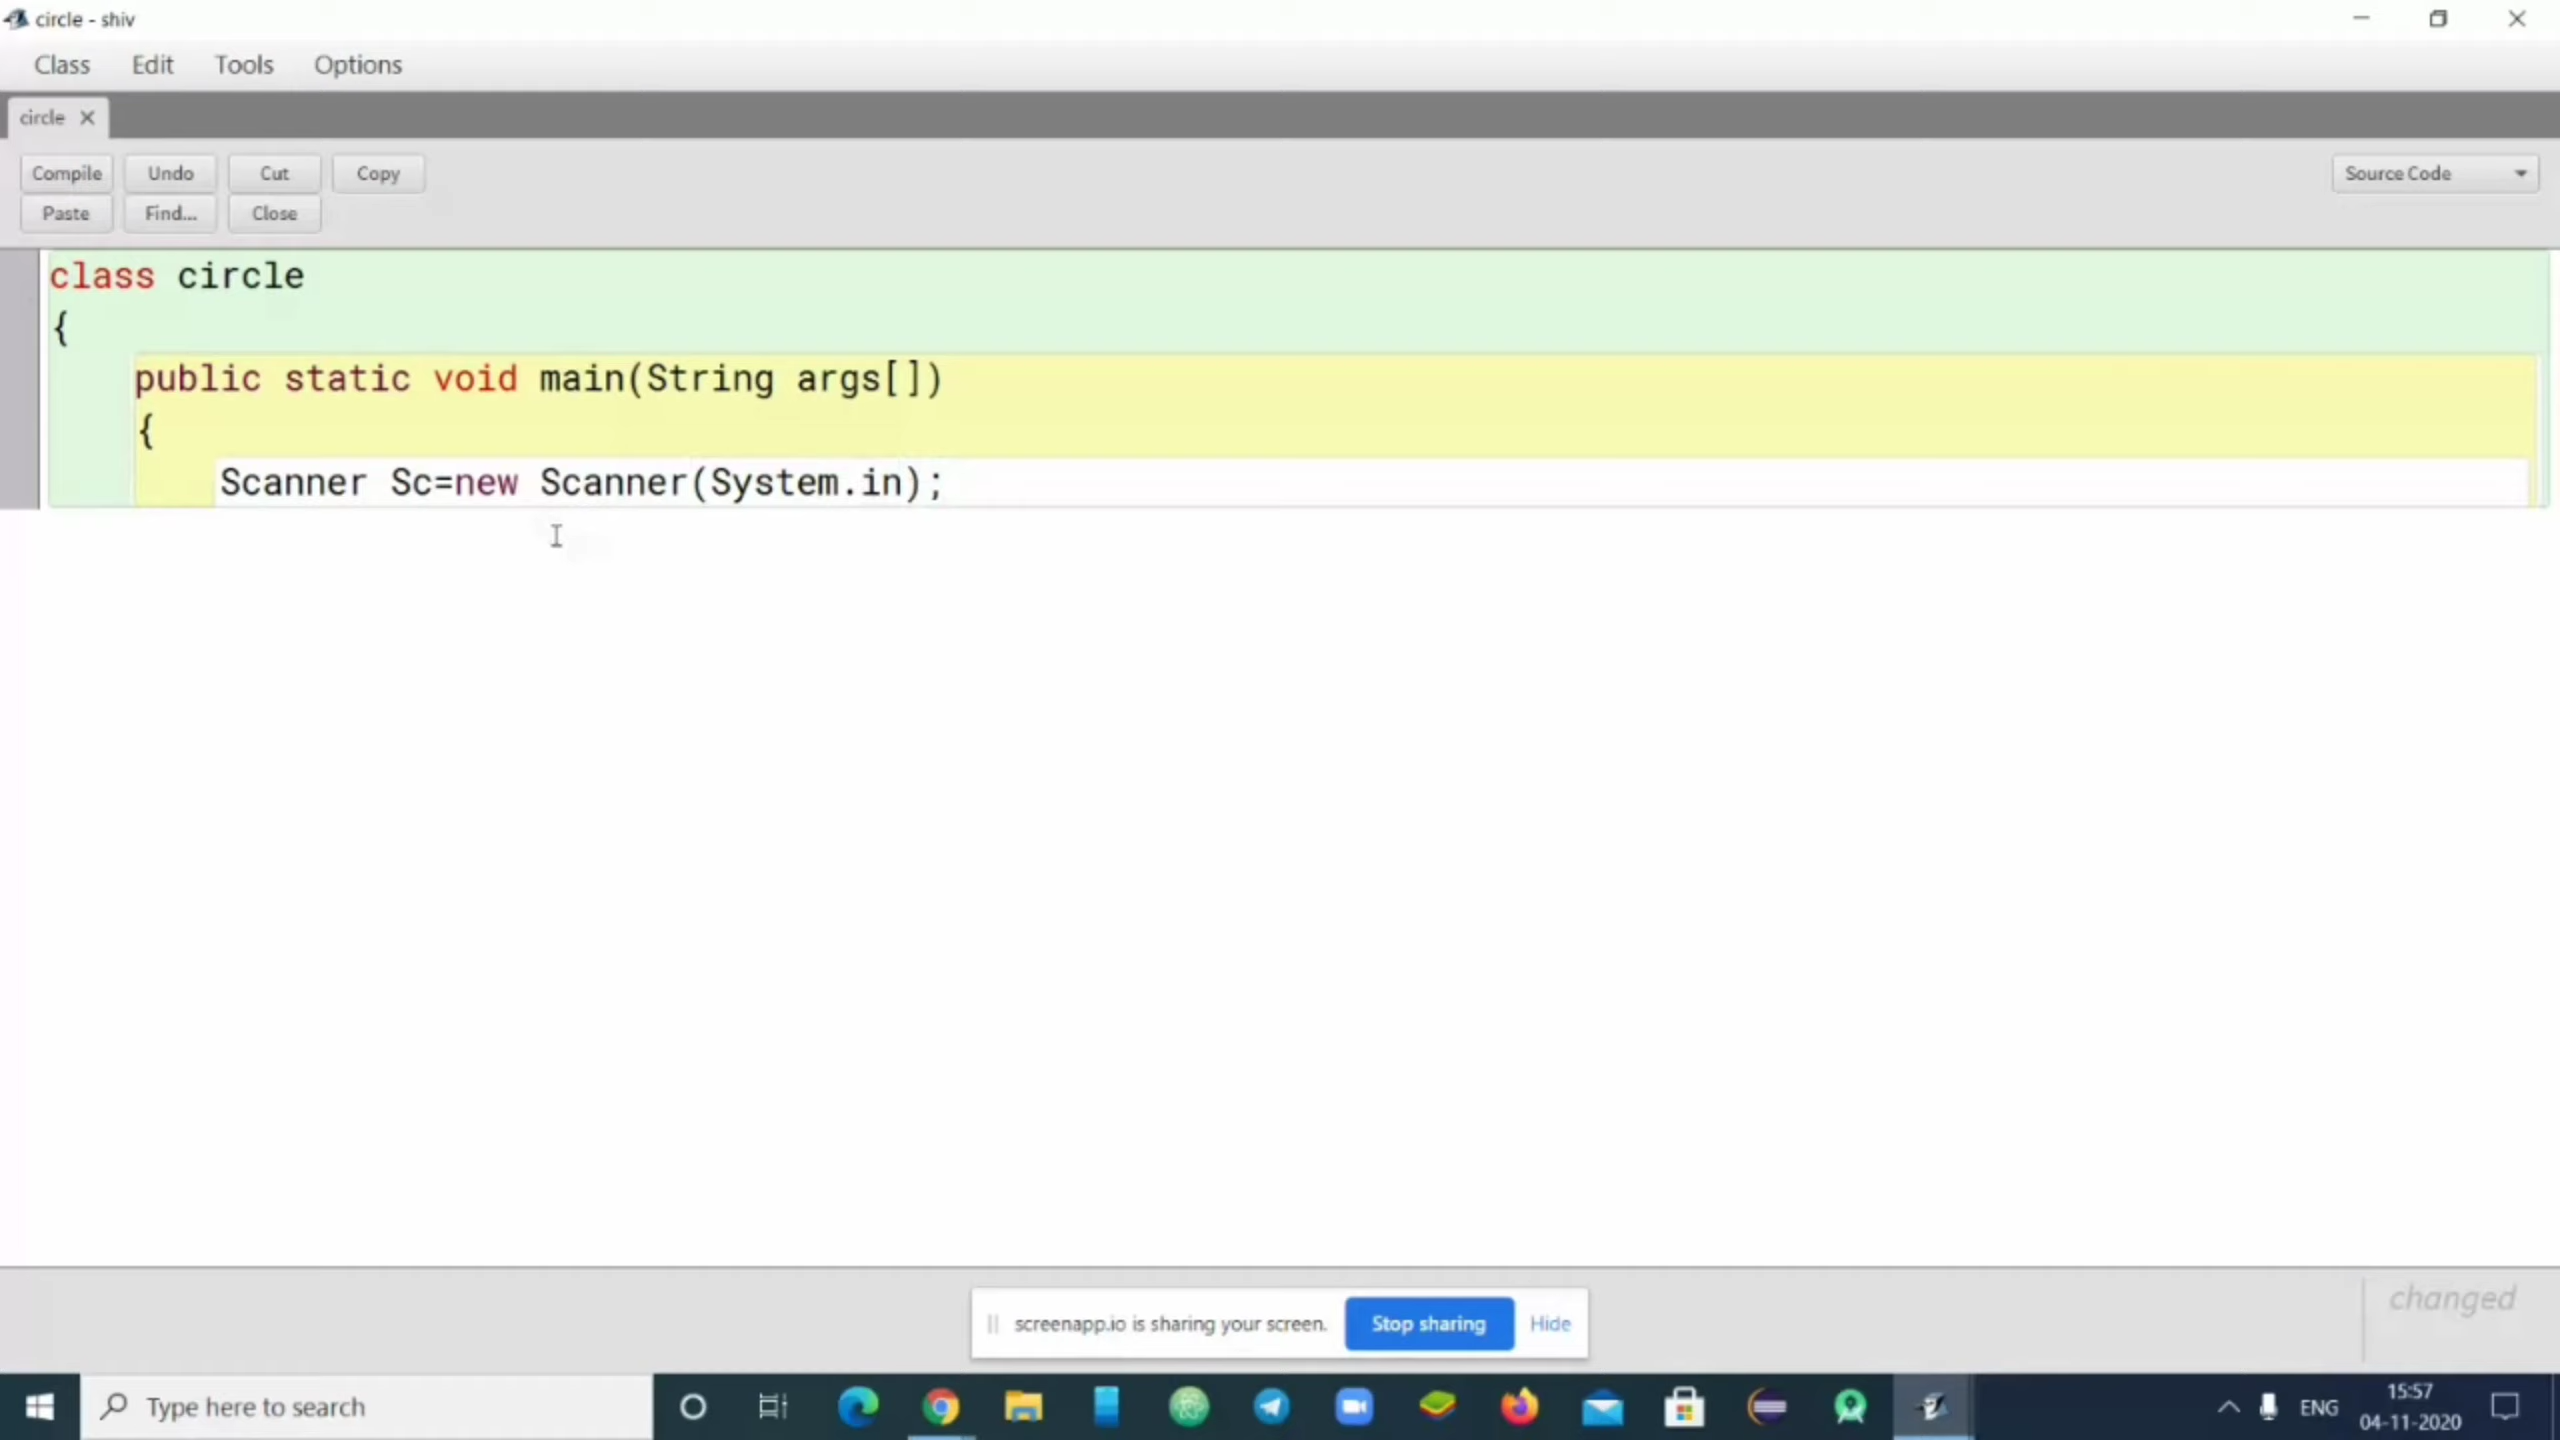 circle - shiv
Class Edit Tools Options
circle
Compile Undo Cut Copy
Source Code
Paste Find... Close
class circle
{
public static void main(String args[])
{
Scanner Sc=new Scanner(System.in);
changed
screenapp.io is sharing your screen. Stop sharing Hide
Type here to search
ENG
15:57
04-11-2020